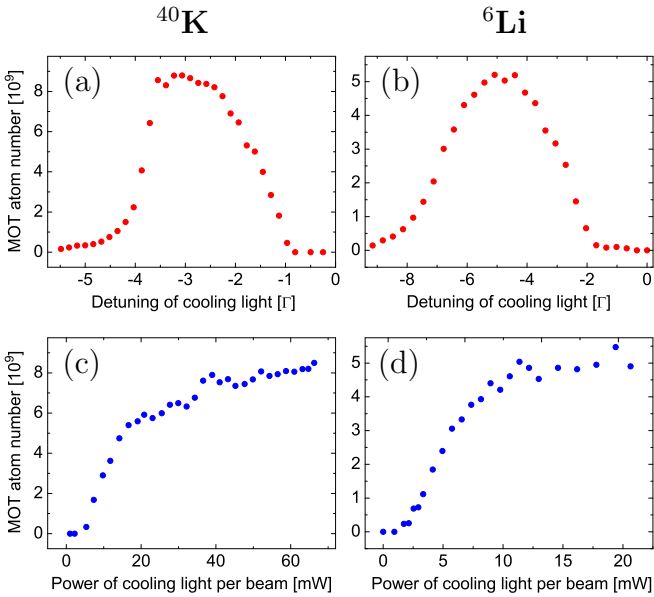 ⁴⁰K ⁶Li
(a) (b)
MOT atom number [10⁹]
8
6
4
2
0
5
4
3
2
1
0
-5 -4 -3 -2 -1 0
-8 -6 -4 -2 0
Detuning of cooling light [Γ] Detuning of cooling light [Γ]
(c) (d)
MOT atom number [10⁹]
8
6
4
2
0
5
4
3
2
1
0
0 20 40 60
0 5 10 15 20
Power of cooling light per beam [mW] Power of cooling light per beam [mW]